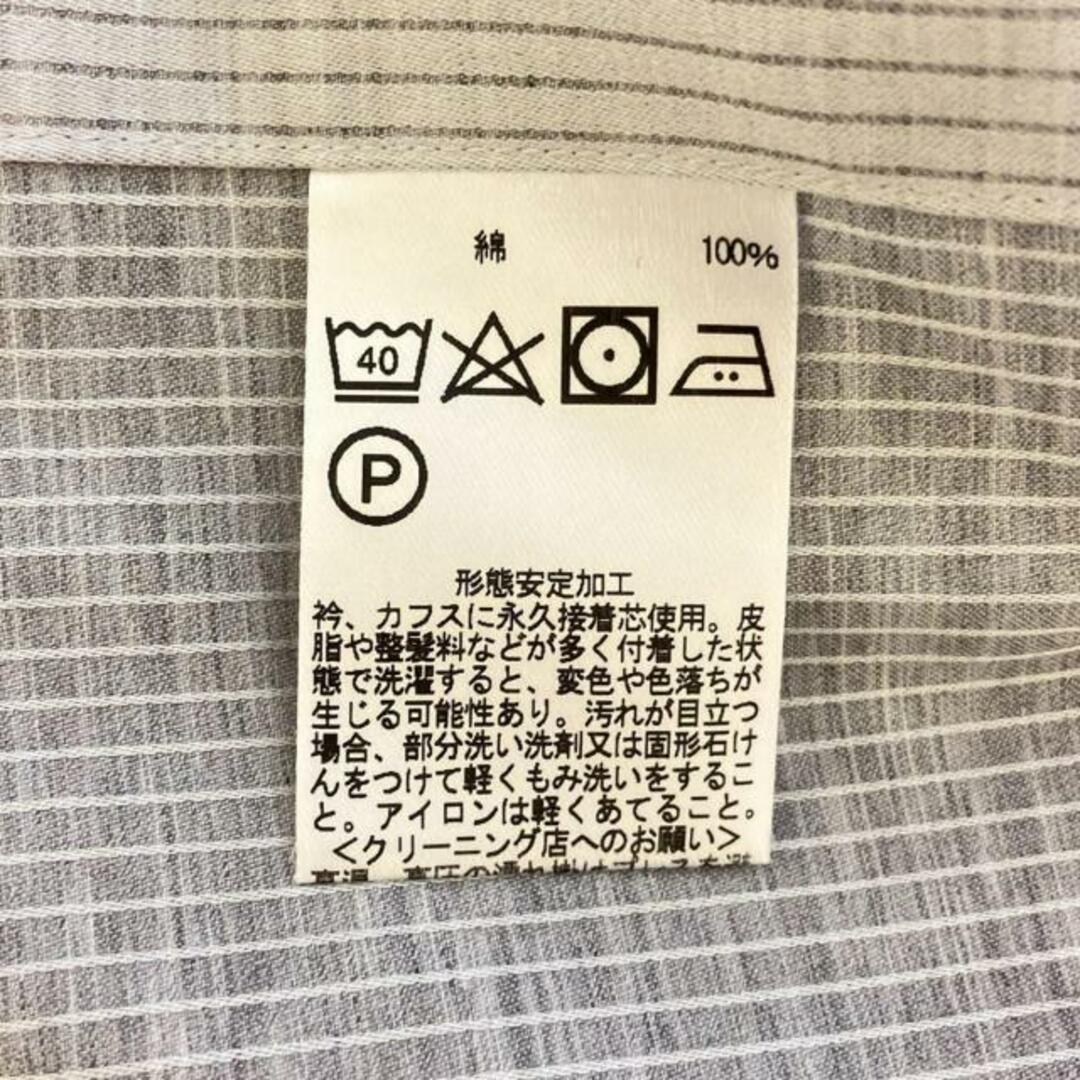 綿 100%
40
P
形態安定加工
衿、カフスに永久接着芯使用。皮
脂や整髪料などが多く付着した状
態で洗濯すると、変色や色落ちが
生じる可能性あり。汚れが目立つ
場合、部分洗い洗剤又は固形石け
んをつけて軽くもみ洗いをするこ
と。アイロンは軽くあてること。
<クリーニング店へのお願い>